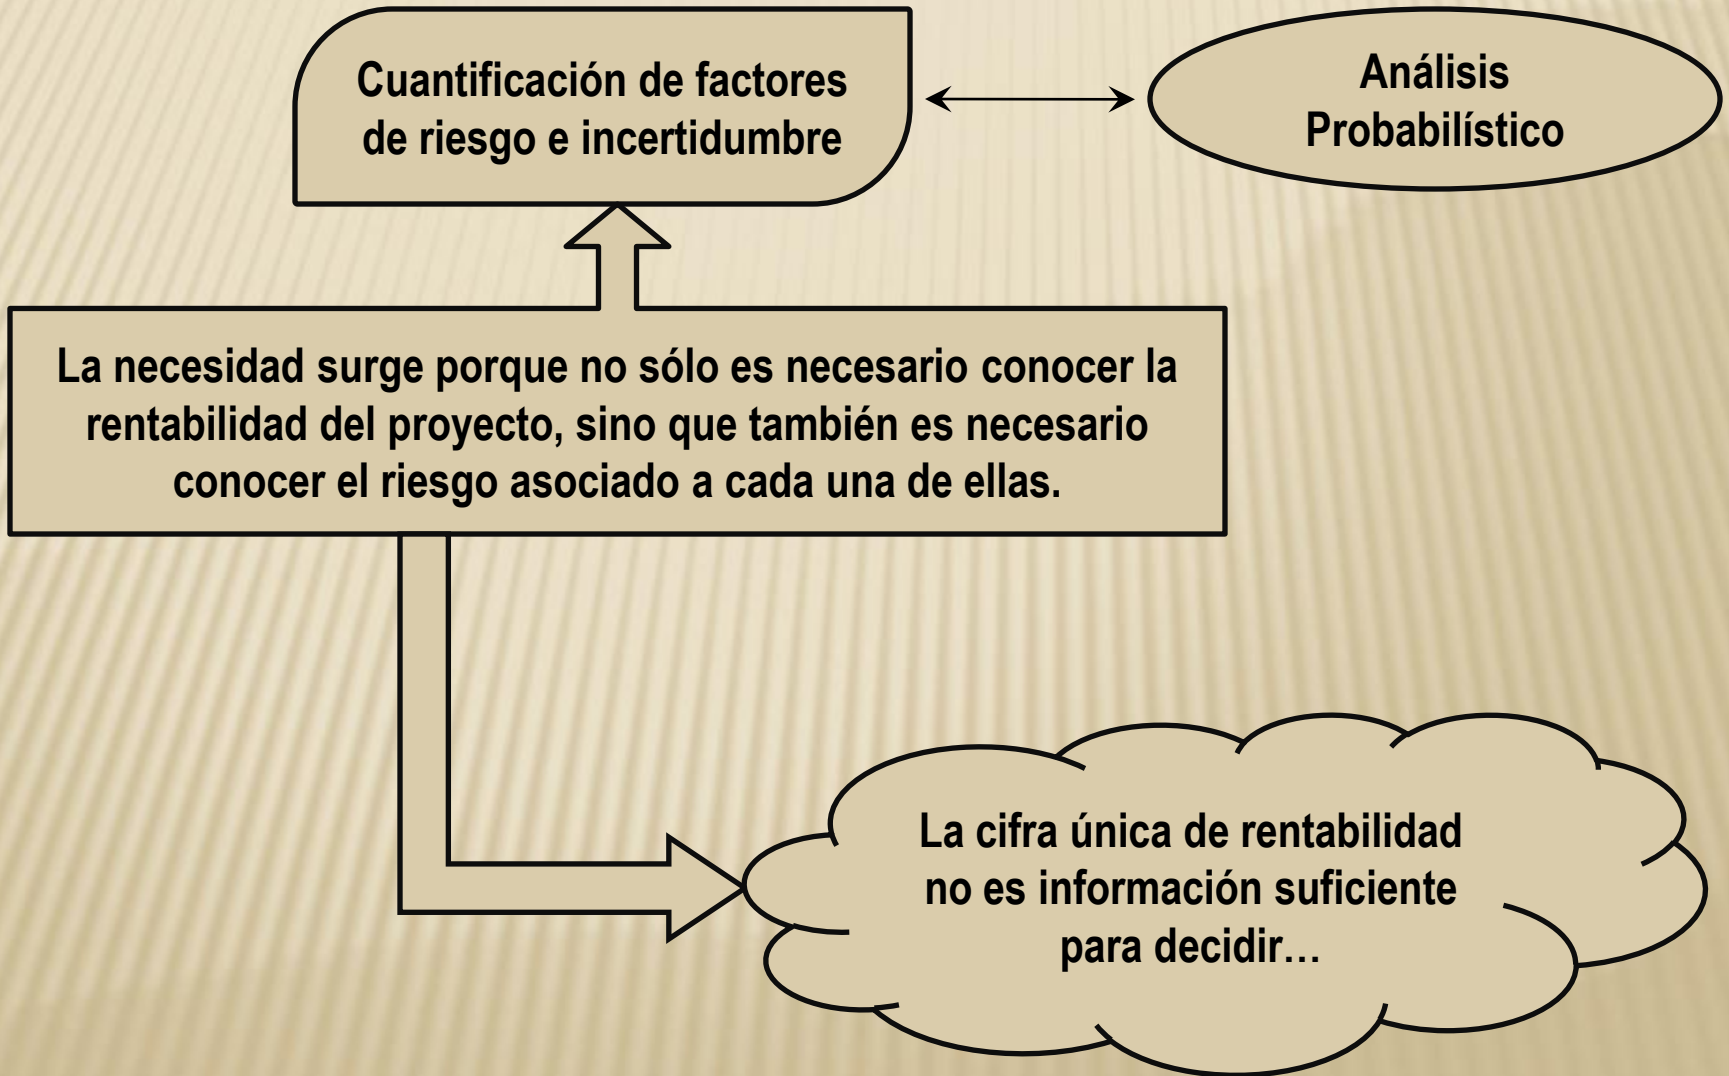 Cuantificación de factores
de riesgo e incertidumbre
Análisis
Probabilístico
La necesidad surge porque no sólo es necesario conocer la
rentabilidad del proyecto, sino que también es necesario
conocer el riesgo asociado a cada una de ellas.
La cifra única de rentabilidad
no es información suficiente
para decidir…